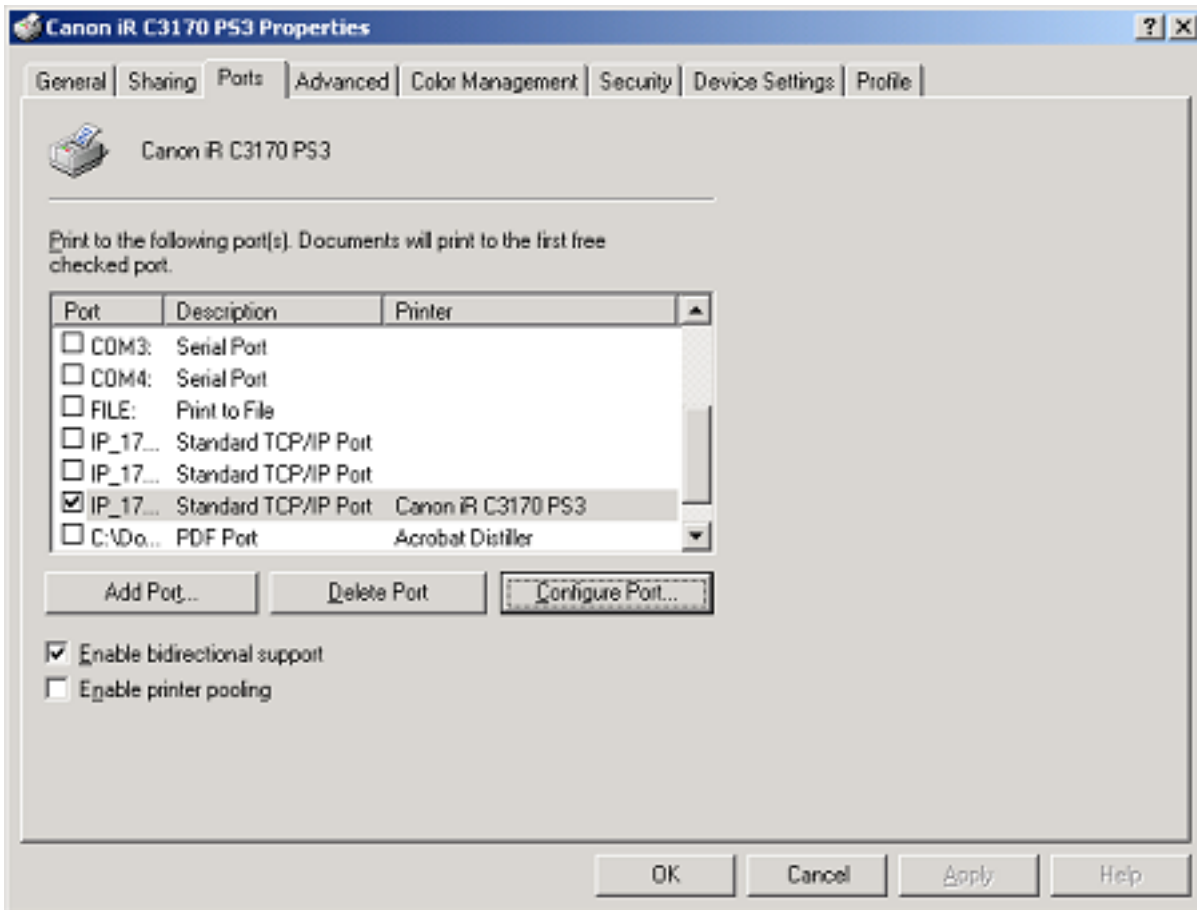 Canon iR C3170 PS3 Properties
General Sharing Ports Advanced Color Management Security Device Settings Profile
Canon iR C3170 PS3
Print to the following port(s). Documents will print to the first free
checked port.
Port Description Printer
COM3: Serial Port
COM4: Serial Port
FILE: Print to File
IP_17... Standard TCP/IP Port
IP_17... Standard TCP/IP Port
IP_17... Standard TCP/IP Port Canon iR C3170 PS3
C:\Do... PDF Port Acrobat Distiller
Add Port... Delete Port Configure Port...
Enable bidirectional support
Enable printer pooling
OK Cancel Apply Help